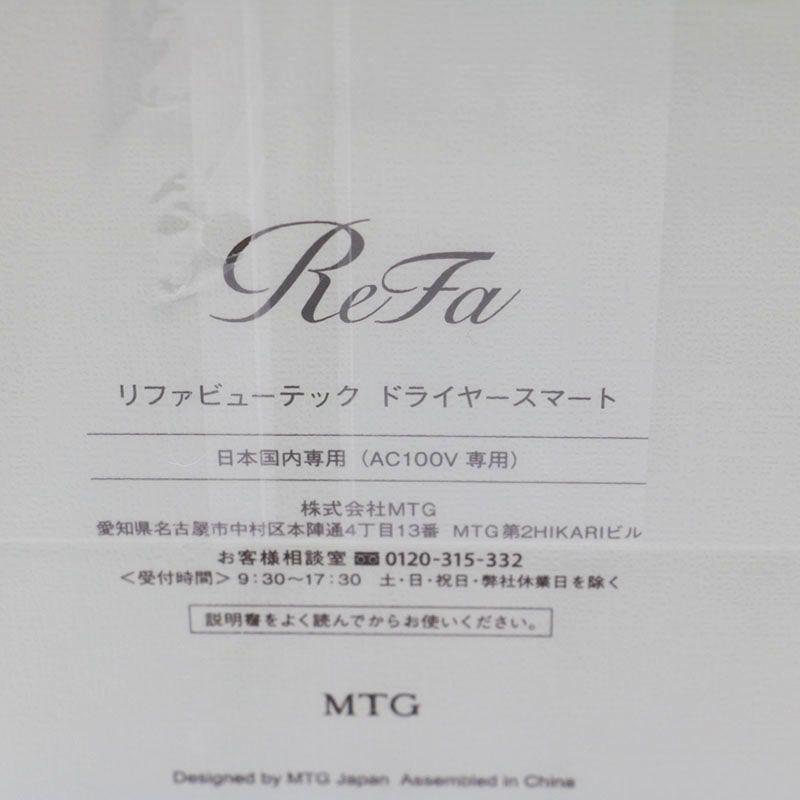 ReFa
リファビューテック ドライヤースマート
日本国内専用（AC100V 専用）
株式会社MTG
愛知県名古屋市中村区本陣通4丁目13番 MTG第2HIKARIビル
お客様相談室 0120-315-332
＜受付時間＞9:30〜17:30 土・日・祝日・弊社休業日を除く
説明書をよく読んでからお使いください。
MTG
Designed by MTG Japan Assembled in China